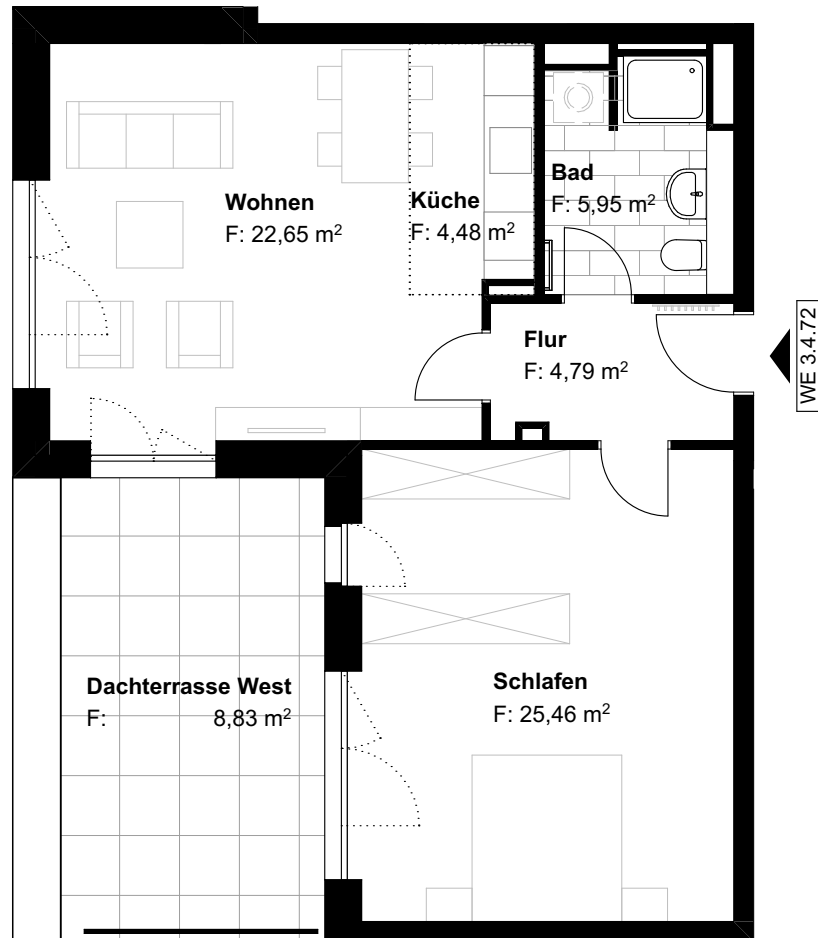 Wohnen
F: 22,65 m²
Küche
F: 4,48 m²
Bad
F: 5,95 m²
Flur
F: 4,79 m²
WE 3.4.72
Dachterrasse West
F: 8,83 m²
Schlafen
F: 25,46 m²